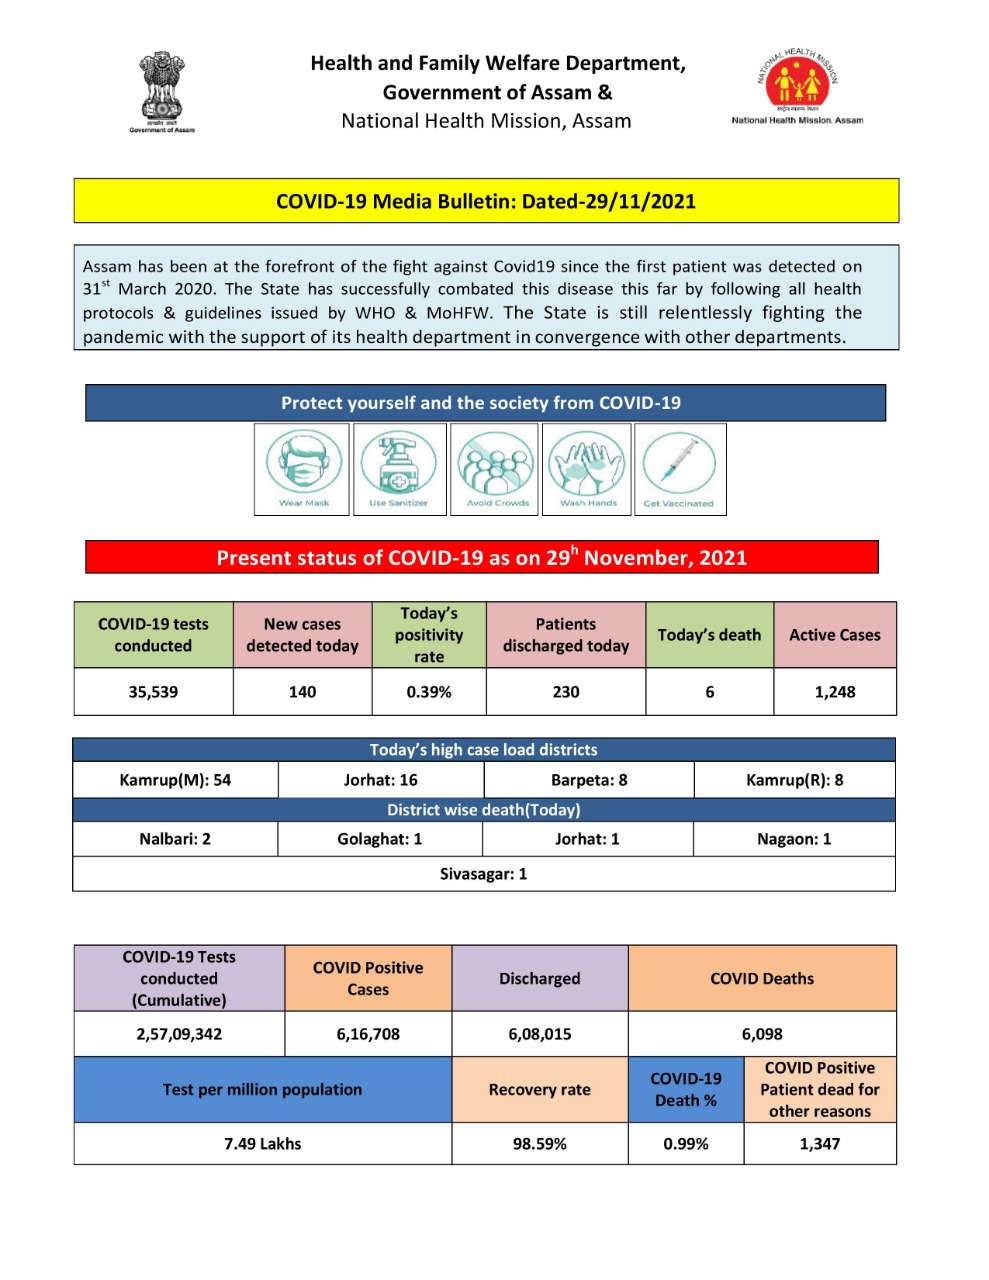 Health and Family Welfare Department,
Government of Assam &
National Health Mission, Assam
Government of Assam
NATIONAL HEALTH MISSION
राष्ट्रीय स्वास्थ्य मिशन
National Health Mission, Assam
COVID-19 Media Bulletin: Dated-29/11/2021
Assam has been at the forefront of the fight against Covid19 since the first patient was detected on
31st March 2020. The State has successfully combated this disease this far by following all health
protocols & guidelines issued by WHO & MoHFW. The State is still relentlessly fighting the
pandemic with the support of its health department in convergence with other departments.
Protect yourself and the society from COVID-19
Wear Mask
Use Sanitizer
Avoid Crowds
Wash Hands
Get Vaccinated
Present status of COVID-19 as on 29h November, 2021
COVID-19 tests
conducted
New cases
detected today
Today's
positivity
rate
Patients
discharged today
Today's death
Active Cases
35,539
140
0.39%
230
6
1,248
Today's high case load districts
Kamrup(M): 54
Jorhat: 16
Barpeta: 8
Kamrup(R): 8
District wise death(Today)
Nalbari: 2
Golaghat: 1
Jorhat: 1
Nagaon: 1
Sivasagar: 1
COVID-19 Tests
conducted
(Cumulative)
COVID Positive
Cases
Discharged
COVID Deaths
2,57,09,342
6,16,708
6,08,015
6,098
Test per million population
Recovery rate
COVID-19
Death %
COVID Positive
Patient dead for
other reasons
7.49 Lakhs
98.59%
0.99%
1,347